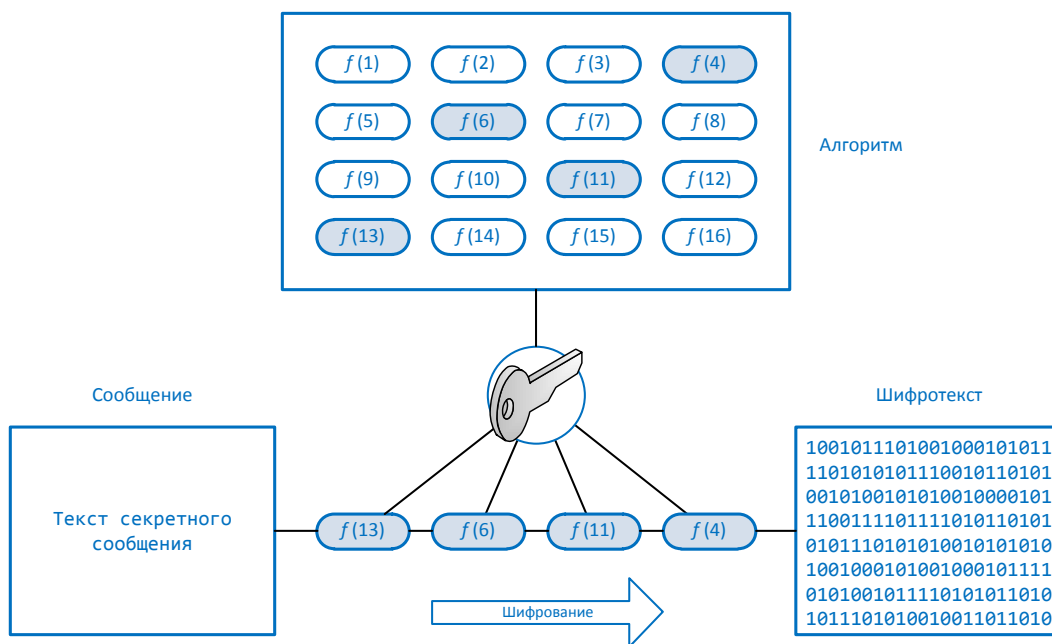 f (1) f (2) f (3) f (4)
f (5) f (6) f (7) f (8)
Алгоритм
f (9) f (10) f (11) f (12)
f (13) f (14) f (15) f (16)
Сообщение
Шифротекст
Текст секретного
сообщения
f (13) f (6) f (11) f (4)
1001011101001000101011
1101010101110010110101
0010100101010010000101
1100111101111010110101
0101110101010010101010
1001000101001000101111
0101001011110101011010
1011101010010011011010
Шифрование